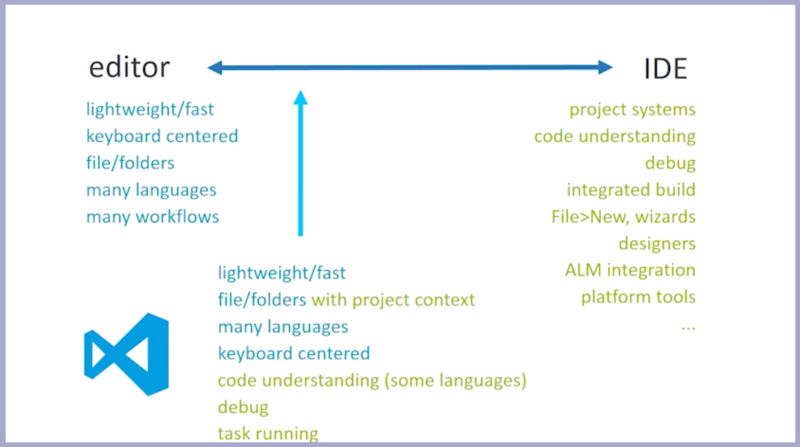 editor
lightweight/fast
keyboard centered
file/folders
many languages
many workflows
IDE
project systems
code understanding
debug
integrated build
File>New, wizards
designers
ALM integration
platform tools
...
lightweight/fast
file/folders with project context
many languages
keyboard centered
code understanding (some languages)
debug
task running